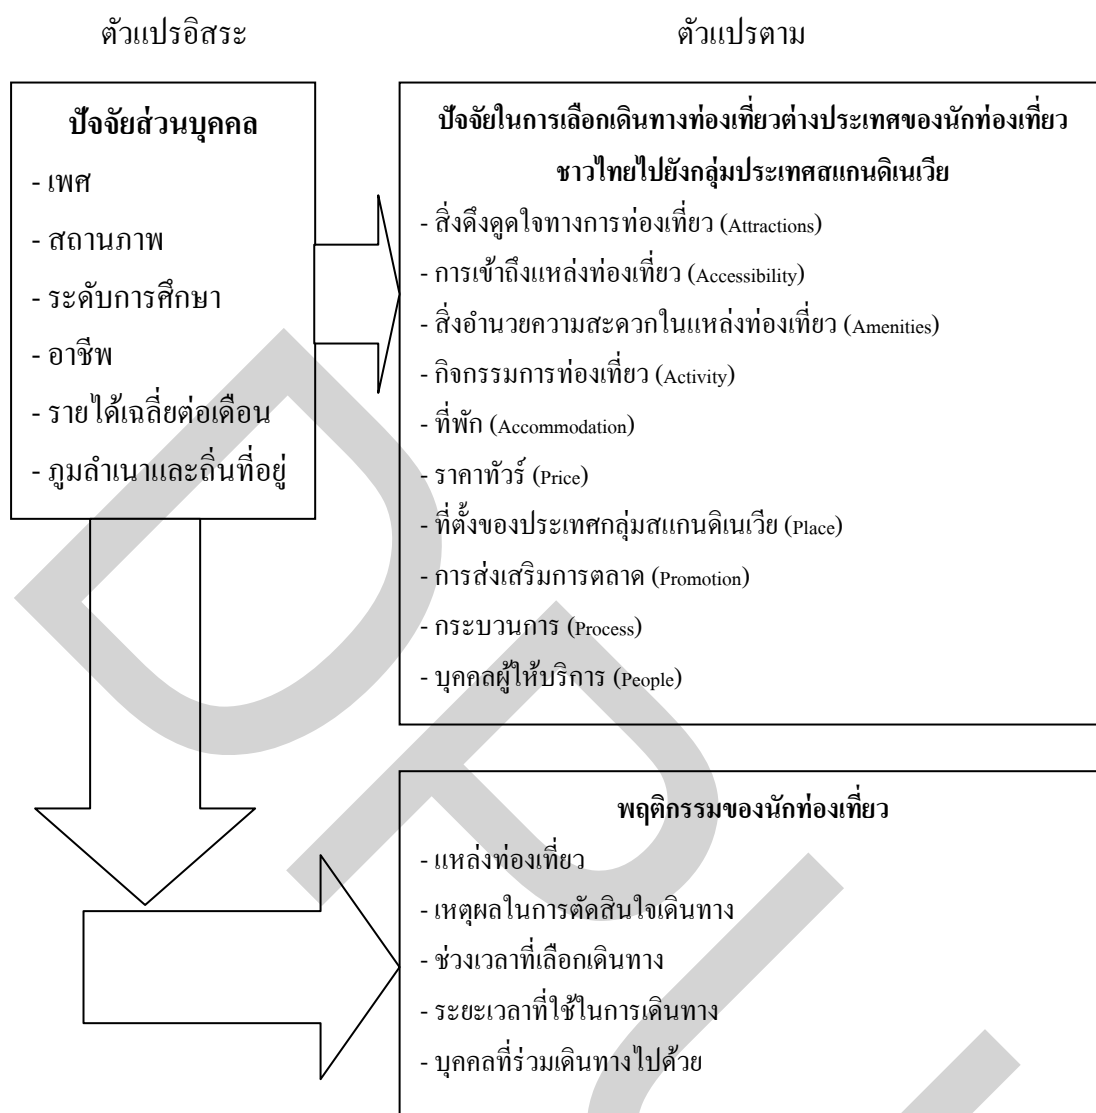 ตัวแปรอิสระ
ตัวแปรตาม
ปัจจัยส่วนบุคคล
- เพศ
- สถานภาพ
- ระดับการศึกษา
- อาชีพ
- รายได้เฉลี่ยต่อเดือน
- ภูมลำเนาและถิ่นที่อยู่
ปัจจัยในการเลือกเดินทางท่องเที่ยวต่างประเทศของนักท่องเที่ยว
ชาวไทยไปยังกลุ่มประเทศสแกนดิเนเวีย
- สิ่งดึงดูดใจทางการท่องเที่ยว (Attractions)
- การเข้าถึงแหล่งท่องเที่ยว (Accessibility)
- สิ่งอำนวยความสะดวกในแหล่งท่องเที่ยว (Amenities)
- กิจกรรมการท่องเที่ยว (Activity)
- ที่พัก (Accommodation)
- ราคาทัวร์ (Price)
- ที่ตั้งของประเทศกลุ่มสแกนดิเนเวีย (Place)
- การส่งเสริมการตลาด (Promotion)
- กระบวนการ (Process)
- บุคคลผู้ให้บริการ (People)
พฤติกรรมของนักท่องเที่ยว
- แหล่งท่องเที่ยว
- เหตุผลในการตัดสินใจเดินทาง
- ช่วงเวลาที่เลือกเดินทาง
- ระยะเวลาที่ใช้ในการเดินทาง
- บุคคลที่ร่วมเดินทางไปด้วย